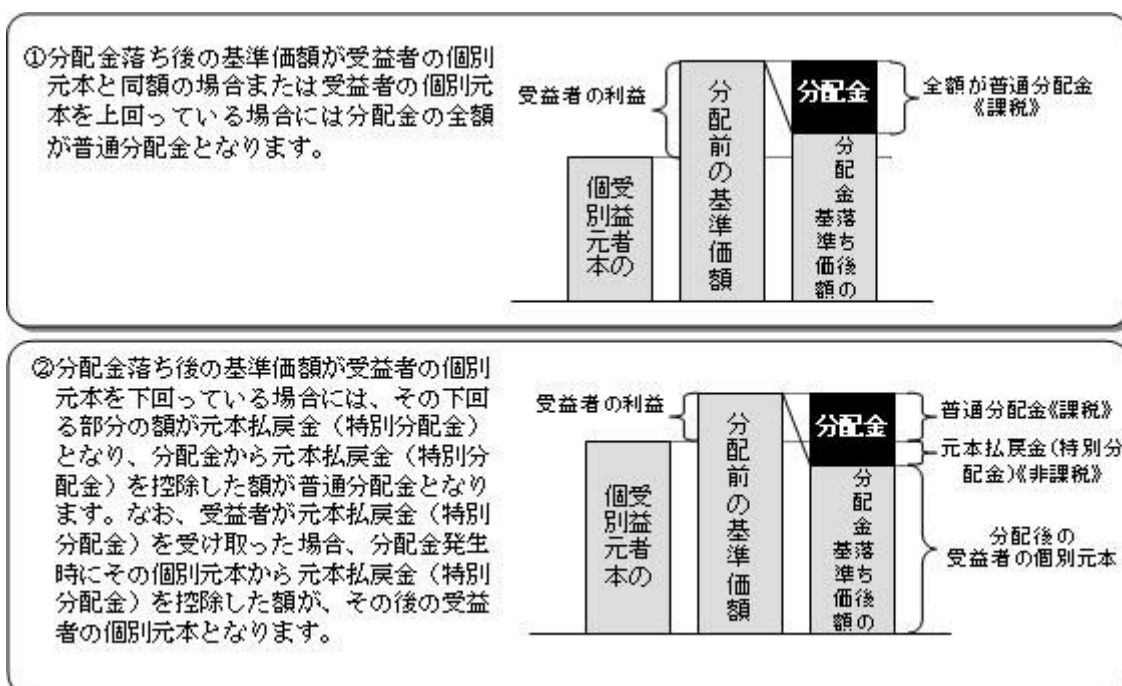 ①分配金落ち後の基準価額が受益者の個別
元本と同額の場合または受益者の個別元
本を上回っている場合には分配金の全額
が普通分配金となります。
受益者の利益
個別元本の受益者の
分配前の基準価額
分配金
分配金落ち後の基準価額の
全額が普通分配金
《課税》
②分配金落ち後の基準価額が受益者の個別
元本を下回っている場合には、その下回
る部分の額が元本払戻金（特別分配金）
となり、分配金から元本払戻金（特別分
配金）を控除した額が普通分配金となり
ます。なお、受益者が元本払戻金（特別
分配金）を受け取った場合、分配金発生
時にその個別元本から元本払戻金（特別
分配金）を控除した額が、その後の受益
者の個別元本となります。
受益者の利益
受益者の
個別元本
分配前の基準価額
分配金
分配金落ち後の
基準価額
普通分配金《課税》
元本払戻金(特別分
配金)《非課税》
分配後の
受益者の個別元本